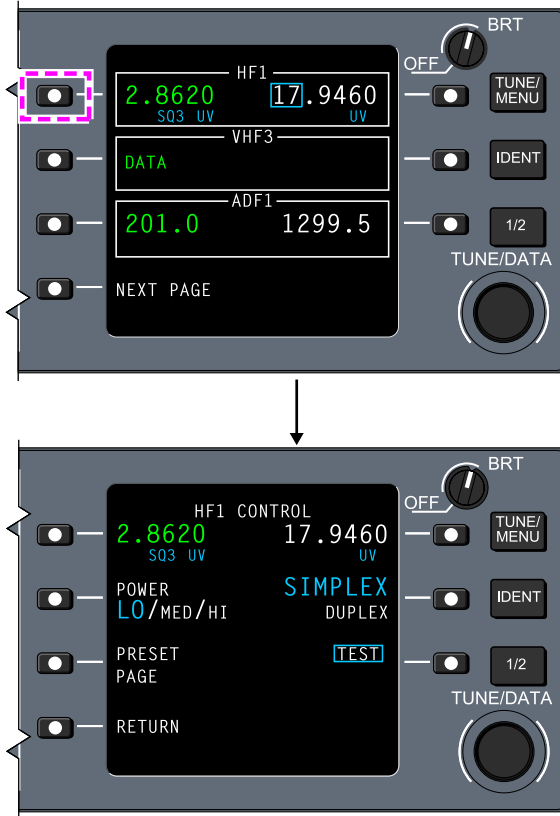 BRT
OFF
HF1
2.8620 17.9460
SQ3 UV UV
TUNE/
MENU
VHF3
DATA
IDENT
ADF1
201.0 1299.5
1/2
TUNE/DATA
NEXT PAGE
BRT
OFF
HF1 CONTROL
2.8620 17.9460
SQ3 UV UV
TUNE/
MENU
POWER SIMPLEX
LO/MED/HI DUPLEX
IDENT
PRESET TEST
PAGE
1/2
TUNE/DATA
RETURN